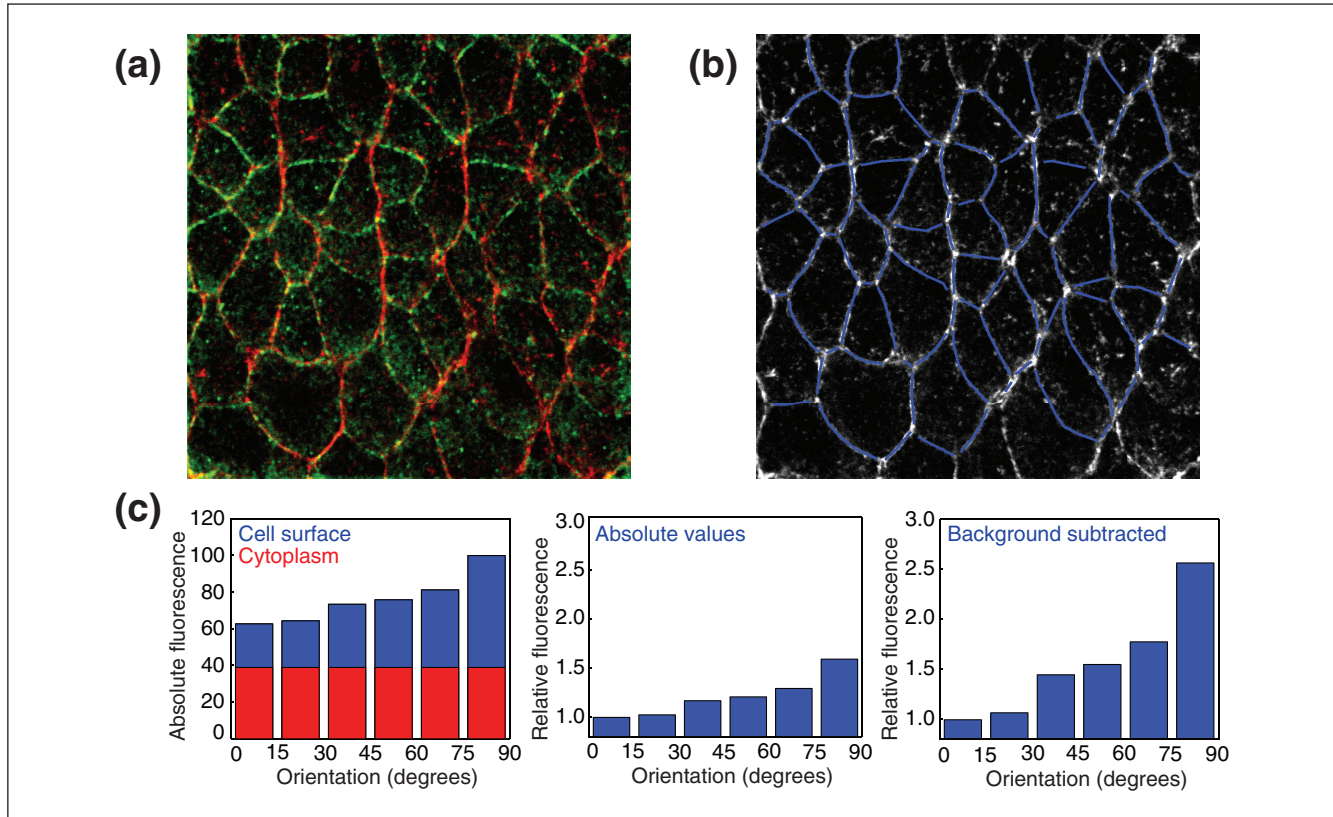 (a)
(b)
(c)
Absolute fluorescence
120
100
80
60
40
20
0
Cell surface
Cytoplasm
0 15 30 45 60 75 90
Orientation (degrees)
Relative fluorescence
3.0
2.5
2.0
1.5
1.0
Absolute values
0 15 30 45 60 75 90
Orientation (degrees)
Relative fluorescence
3.0
2.5
2.0
1.5
1.0
Background subtracted
0 15 30 45 60 75 90
Orientation (degrees)